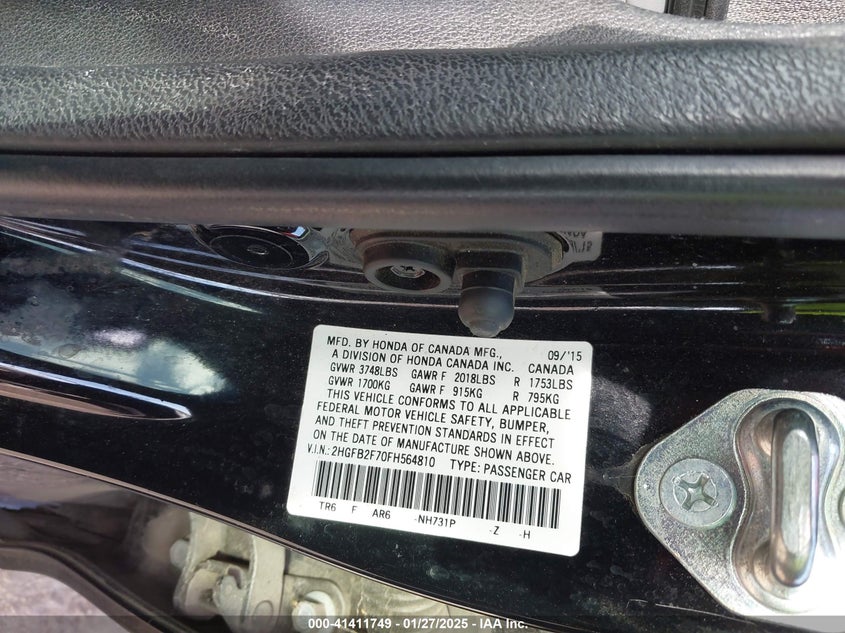 MFD. BY HONDA OF CANADA MFG., 09/'15
A DIVISION OF HONDA CANADA INC. CANADA
GVWR 3748LBS GAWR F 2018LBS R 1753LBS
GVWR 1700KG GAWR F 915KG R 795KG
THIS VEHICLE CONFORMS TO ALL APPLICABLE
FEDERAL MOTOR VEHICLE SAFETY, BUMPER,
AND THEFT PREVENTION STANDARDS IN EFFECT
ON THE DATE OF MANUFACTURE SHOWN ABOVE.
V.I.N.: 2HGFB2F70FH564810 TYPE: PASSENGER CAR
TR6 F AR6 -NH731P -Z -H
000-41411749 | 01/27/2025 | IAA, Inc.